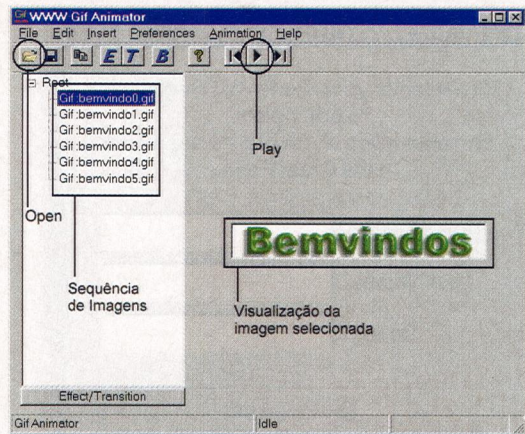 WWW Gif Animator
File Edit Insert Preferences Animation Help
E T B ?
Root
Gif :bemvindo0.gif
Gif :bemvindo1.gif
Gif :bemvindo2.gif
Gif :bemvindo3.gif
Gif :bemvindo4.gif
Gif :bemvindo5.gif
Play
Open
Bemvindos
Sequência
de Imagens
Visualização da
imagem selecionada
Effect/Transition
Gif Animator
Idle